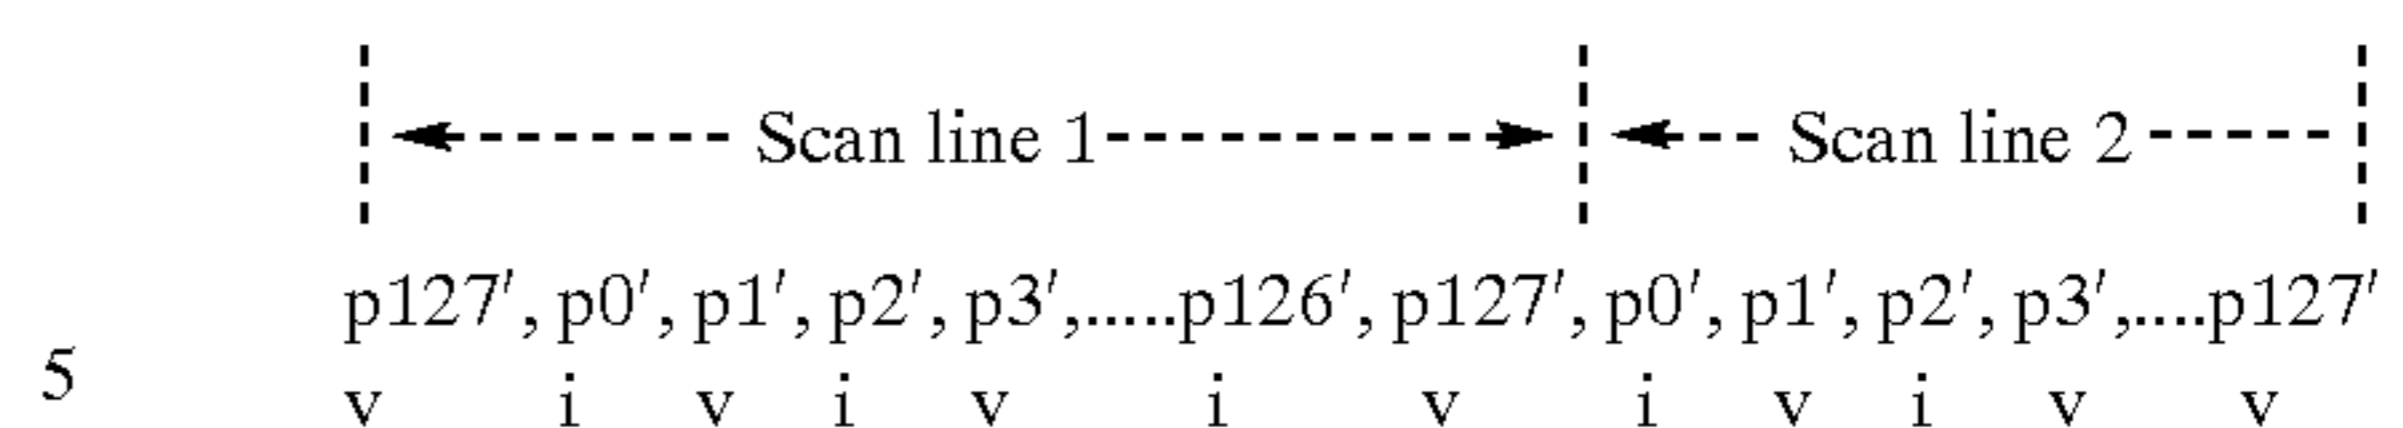 Scan line 1 Scan line 2
p127′, p0′, p1′, p2′, p3′,.....p126′, p127′, p0′, p1′, p2′, p3′,....p127′
5 v i v i v i v i v i v v